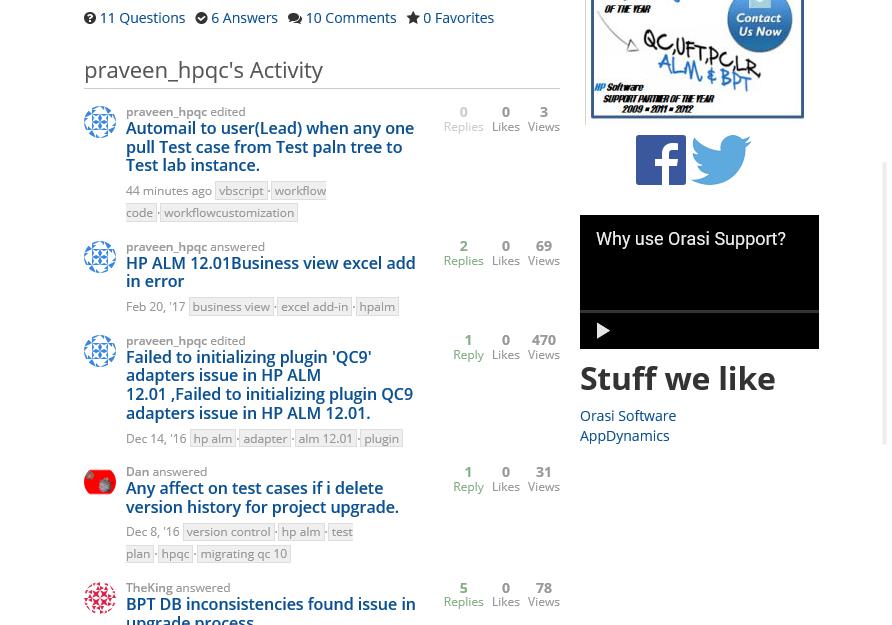 11 Questions 6 Answers 10 Comments 0 Favorites
praveen_hpqc's Activity
praveen_hpqc edited
Automail to user(Lead) when any one
pull Test case from Test paln tree to
Test lab instance.
44 minutes ago vbscript · workflow
code · workflowcustomization
0 Replies
0 Likes
3 Views
praveen_hpqc answered
HP ALM 12.01Business view excel add
in error
Feb 20, '17 business view · excel add-in · hpalm
2 Replies
0 Likes
69 Views
praveen_hpqc edited
Failed to initializing plugin 'QC9'
adapters issue in HP ALM
12.01 ,Failed to initializing plugin QC9
adapters issue in HP ALM 12.01.
Dec 14, '16 hp alm · adapter · alm 12.01 · plugin
1 Reply
0 Likes
470 Views
Dan answered
Any affect on test cases if i delete
version history for project upgrade.
Dec 8, '16 version control · hp alm · test
plan · hpqc · migrating qc 10
1 Reply
0 Likes
31 Views
TheKing answered
BPT DB inconsistencies found issue in
upgrade process
5 Replies
0 Likes
78 Views
OF THE YEAR
Contact
Us Now
QC,UFT,PC,LR
ALM & BPT
HP Software
SUPPORT PARTNER OF THE YEAR
2009 • 2011 • 2012
Why use Orasi Support?
Stuff we like
Orasi Software
AppDynamics